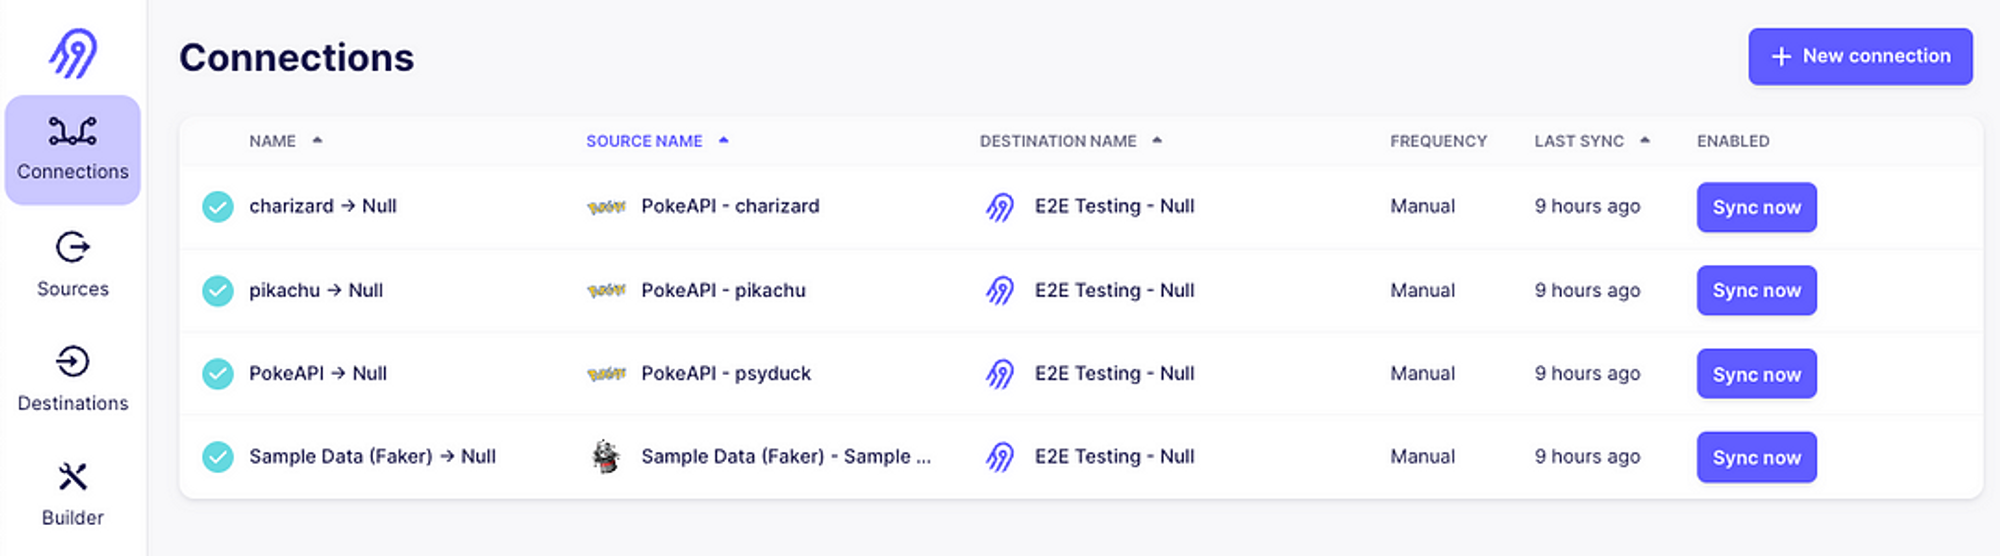 Connections
+ New connection
NAME SOURCE NAME DESTINATION NAME FREQUENCY LAST SYNC ENABLED
charizard → Null PokeAPI - charizard E2E Testing - Null Manual 9 hours ago Sync now
pikachu → Null PokeAPI - pikachu E2E Testing - Null Manual 9 hours ago Sync now
PokeAPI → Null PokeAPI - psyduck E2E Testing - Null Manual 9 hours ago Sync now
Sample Data (Faker) → Null Sample Data (Faker) - Sample ... E2E Testing - Null Manual 9 hours ago Sync now
Connections
Sources
Destinations
Builder